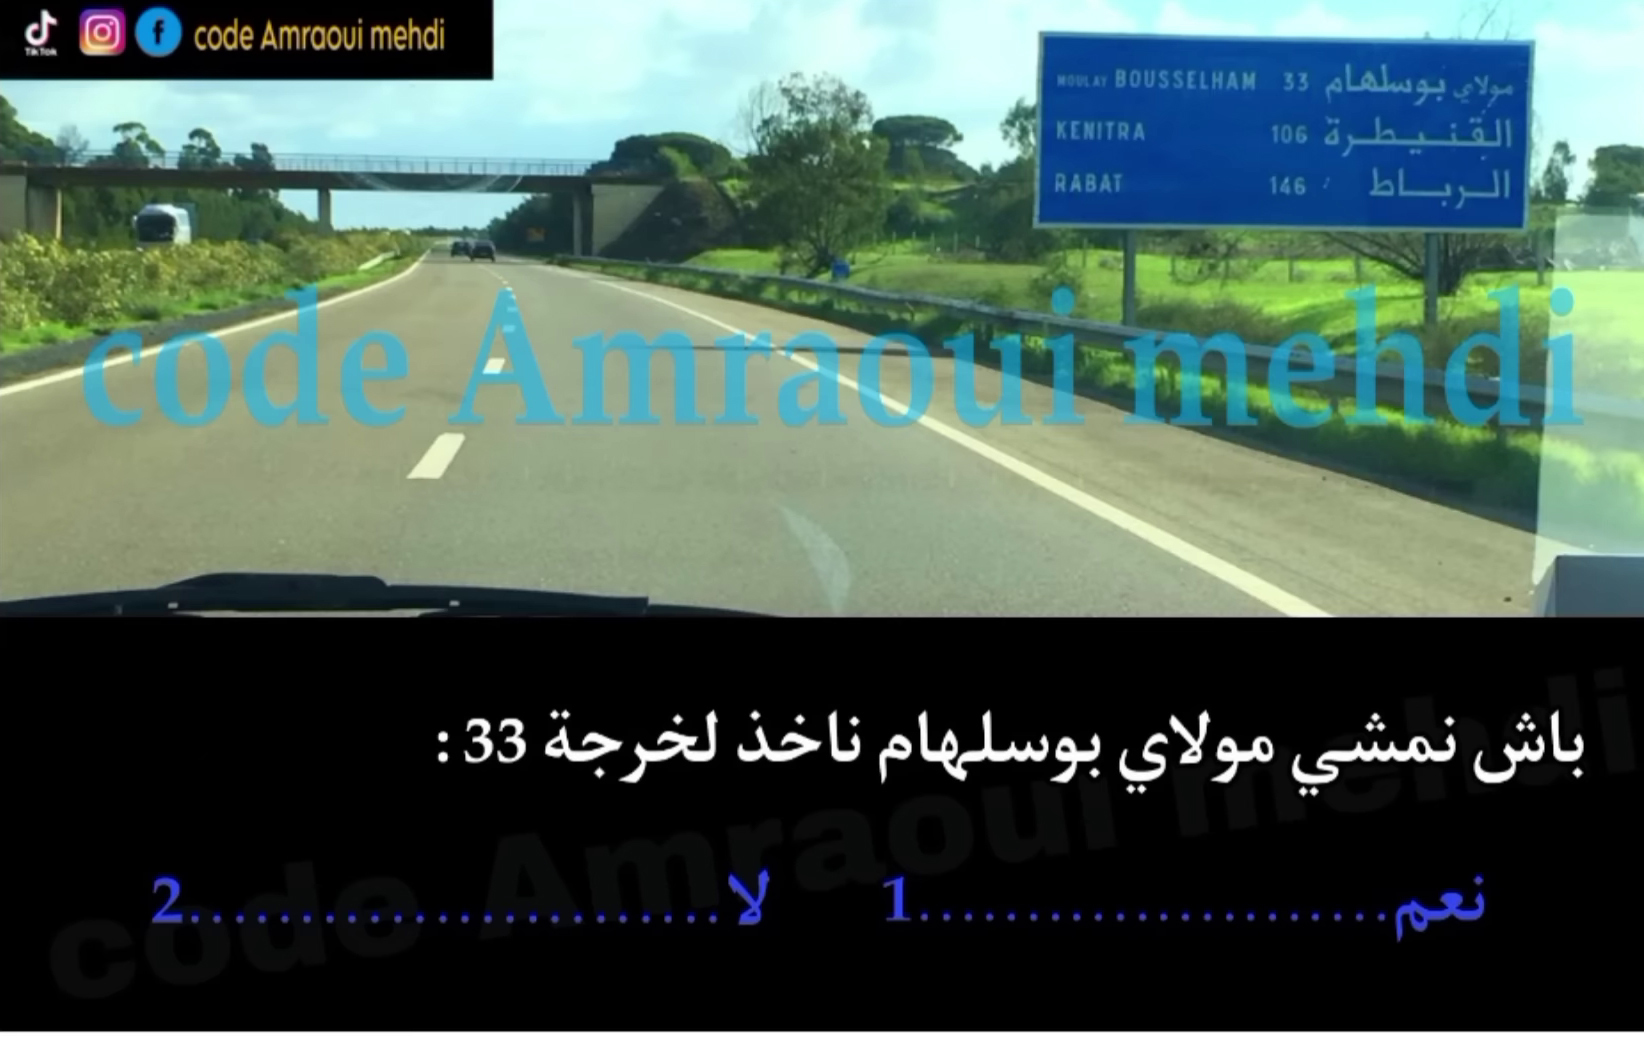 TikTok code Amraoui mehdi
MOULAY BOUSSELHAM 33 مولاي بوسلهام
KENITRA 106 القنيطرة
RABAT 146 الرباط
code Amraoui mehdi
باش نمشي مولاي بوسلهام ناخذ لخرجة 33 :
نعم......................1 لا.........................2
code Amraoui mehdi